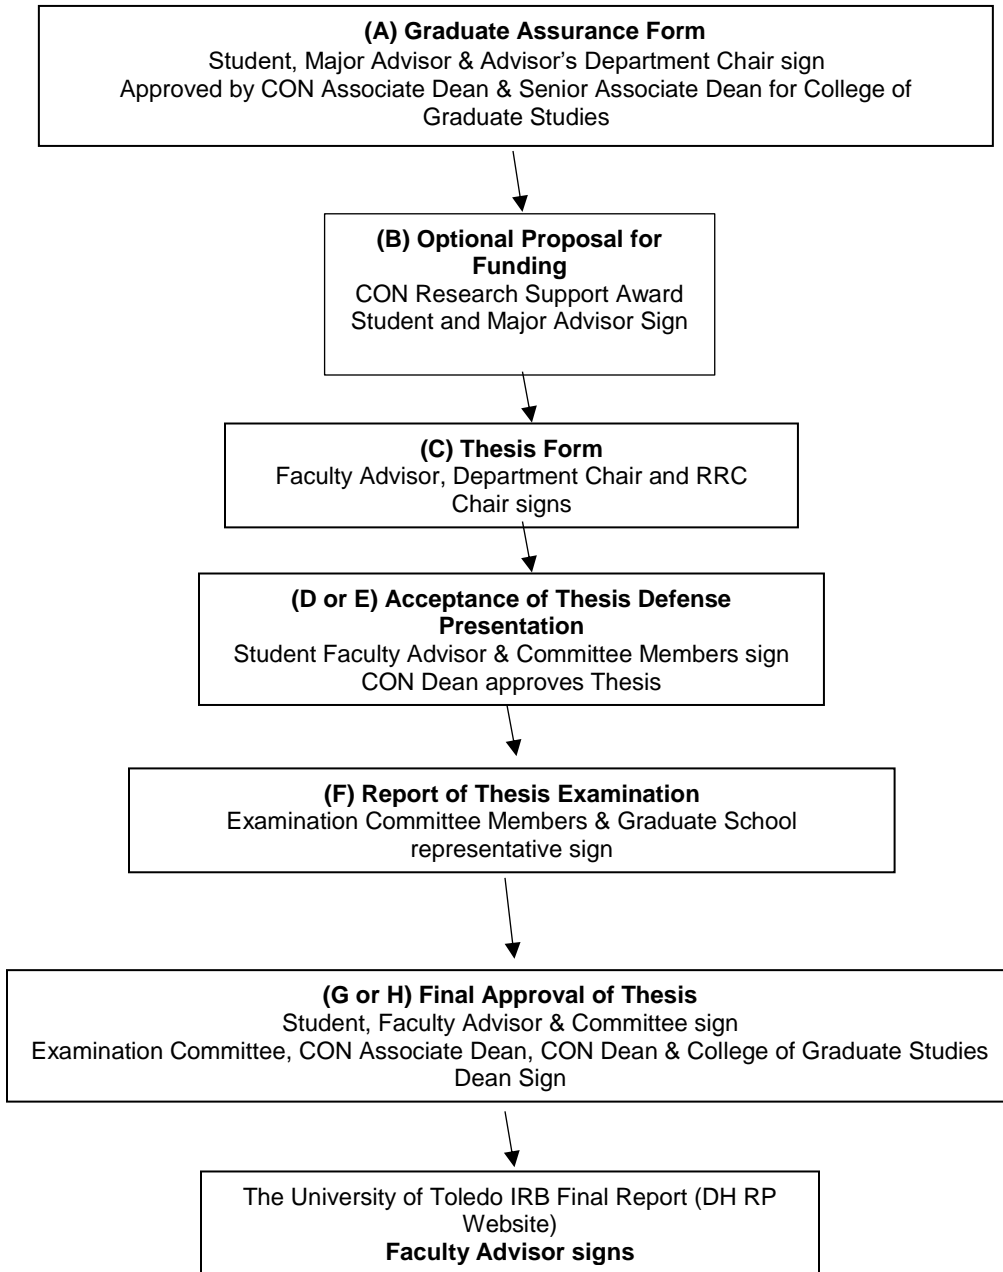 (A) Graduate Assurance Form
Student, Major Advisor & Advisor’s Department Chair sign
Approved by CON Associate Dean & Senior Associate Dean for College of
Graduate Studies
(B) Optional Proposal for
Funding
CON Research Support Award
Student and Major Advisor Sign
(C) Thesis Form
Faculty Advisor, Department Chair and RRC
Chair signs
(D or E) Acceptance of Thesis Defense
Presentation
Student Faculty Advisor & Committee Members sign
CON Dean approves Thesis
(F) Report of Thesis Examination
Examination Committee Members & Graduate School
representative sign
(G or H) Final Approval of Thesis
Student, Faculty Advisor & Committee sign
Examination Committee, CON Associate Dean, CON Dean & College of Graduate Studies
Dean Sign
The University of Toledo IRB Final Report (DH RP
Website)
Faculty Advisor signs